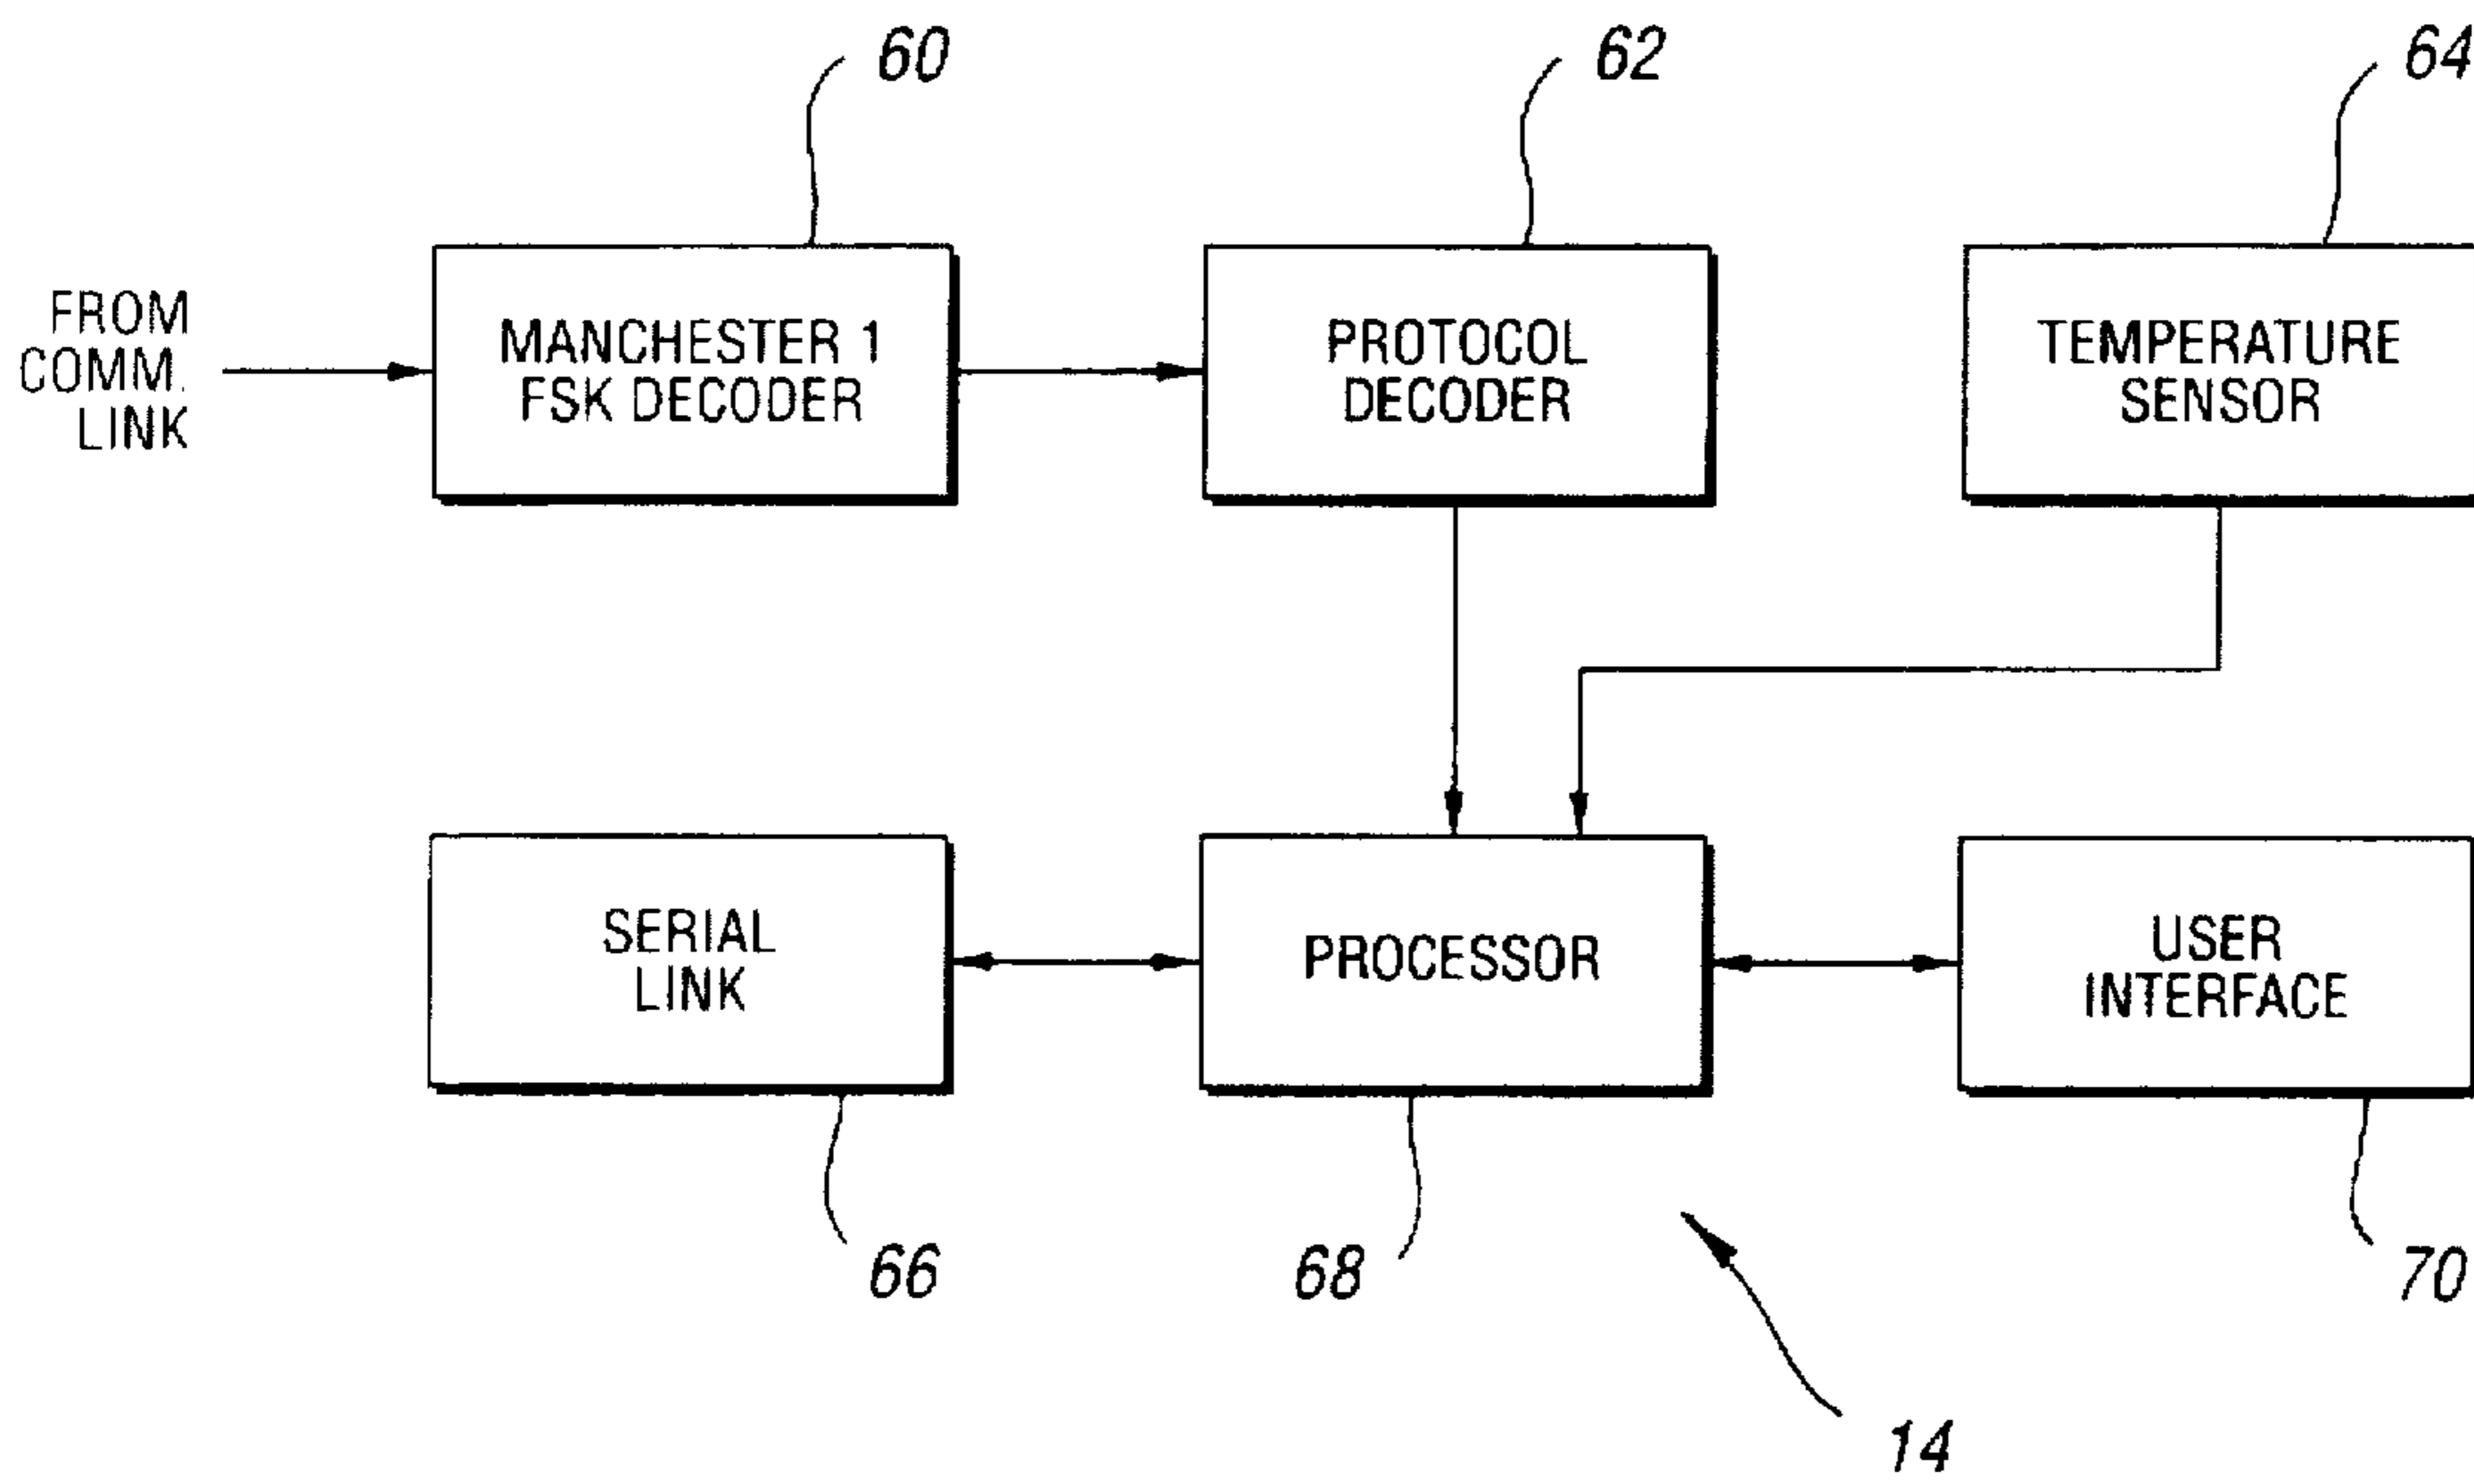 60
62
64
FROM
COMM.
LINK
MANCHESTER 1
FSK DECODER
PROTOCOL
DECODER
TEMPERATURE
SENSOR
SERIAL
LINK
PROCESSOR
USER
INTERFACE
66
68
70
14